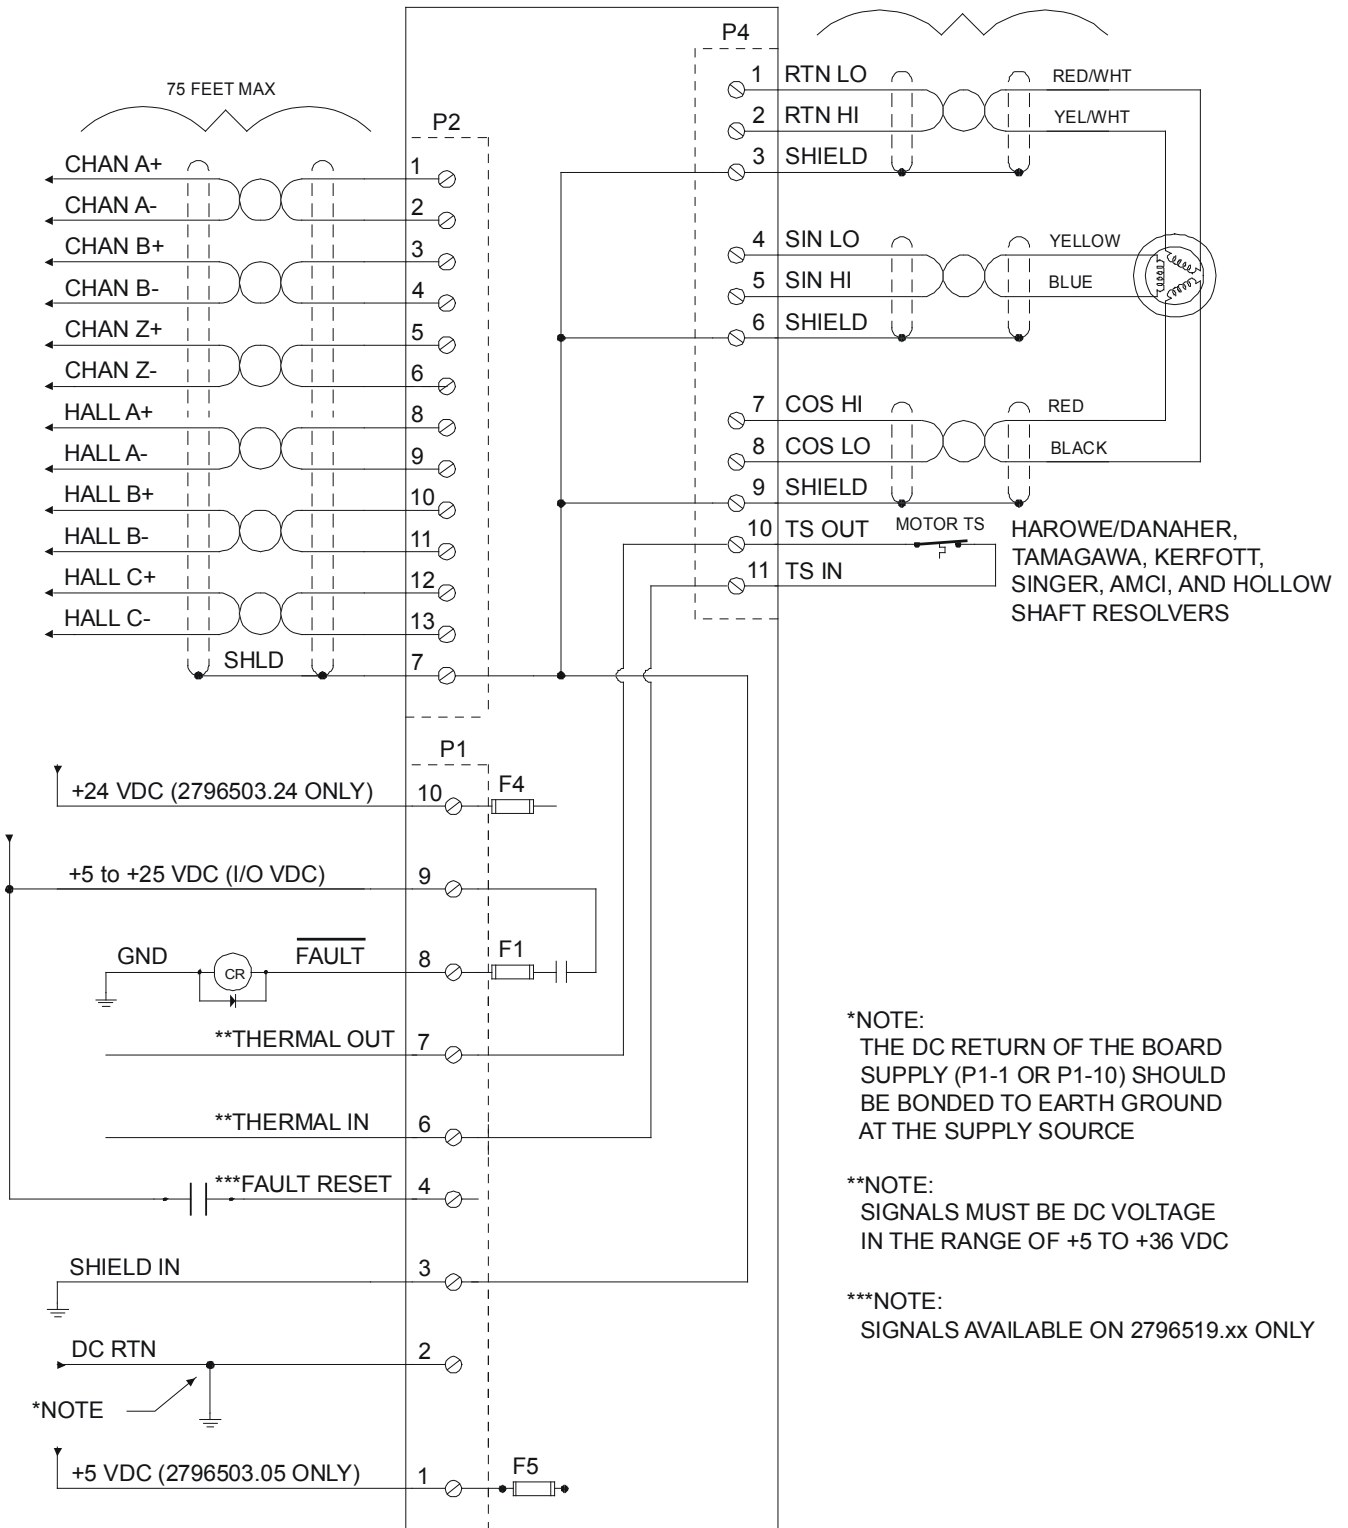 75 FEET MAX
P2
CHAN A+ 1
CHAN A- 2
CHAN B+ 3
CHAN B- 4
CHAN Z+ 5
CHAN Z- 6
HALL A+ 8
HALL A- 9
HALL B+ 10
HALL B- 11
HALL C+ 12
HALL C- 13
SHLD 7
P4
1 RTN LO RED/WHT
2 RTN HI YEL/WHT
3 SHIELD
4 SIN LO YELLOW
5 SIN HI BLUE
6 SHIELD
7 COS HI RED
8 COS LO BLACK
9 SHIELD
10 TS OUT MOTOR TS
11 TS IN
HAROWE/DANAHER,
TAMAGAWA, KERFOTT,
SINGER, AMCI, AND HOLLOW
SHAFT RESOLVERS
P1
+24 VDC (2796503.24 ONLY) 10 F4
+5 to +25 VDC (I/O VDC) 9
GND CR FAULT 8 F1
**THERMAL OUT 7
**THERMAL IN 6
***FAULT RESET 4
SHIELD IN 3
DC RTN 2
*NOTE
+5 VDC (2796503.05 ONLY) 1 F5
*NOTE:
THE DC RETURN OF THE BOARD
SUPPLY (P1-1 OR P1-10) SHOULD
BE BONDED TO EARTH GROUND
AT THE SUPPLY SOURCE
**NOTE:
SIGNALS MUST BE DC VOLTAGE
IN THE RANGE OF +5 TO +36 VDC
***NOTE:
SIGNALS AVAILABLE ON 2796519.xx ONLY